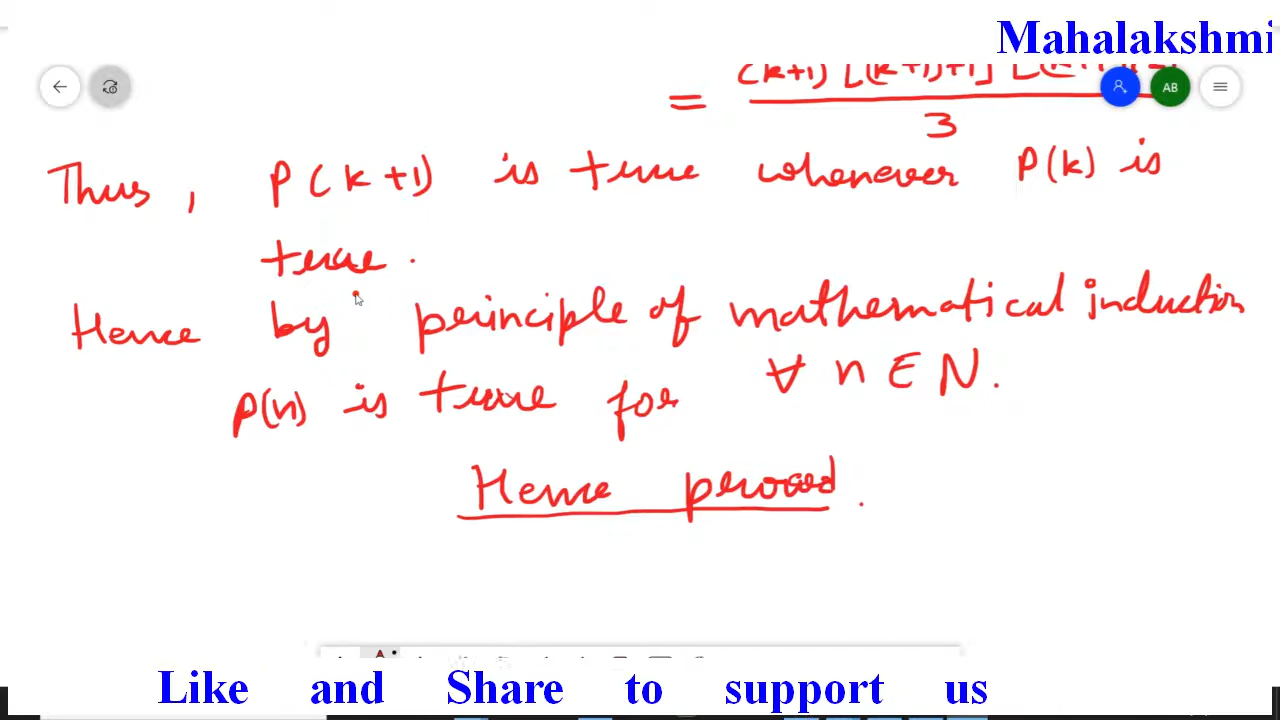 Mahalakshmi
(k+1) [(k+1)+1]
=
3
AB
Thus, P(k+1) is true whenever P(k) is
true.
Hence by principle of mathematical induction
P(n) is true for ∀ n ∈ N.
Hence proved.
Like and Share to support us